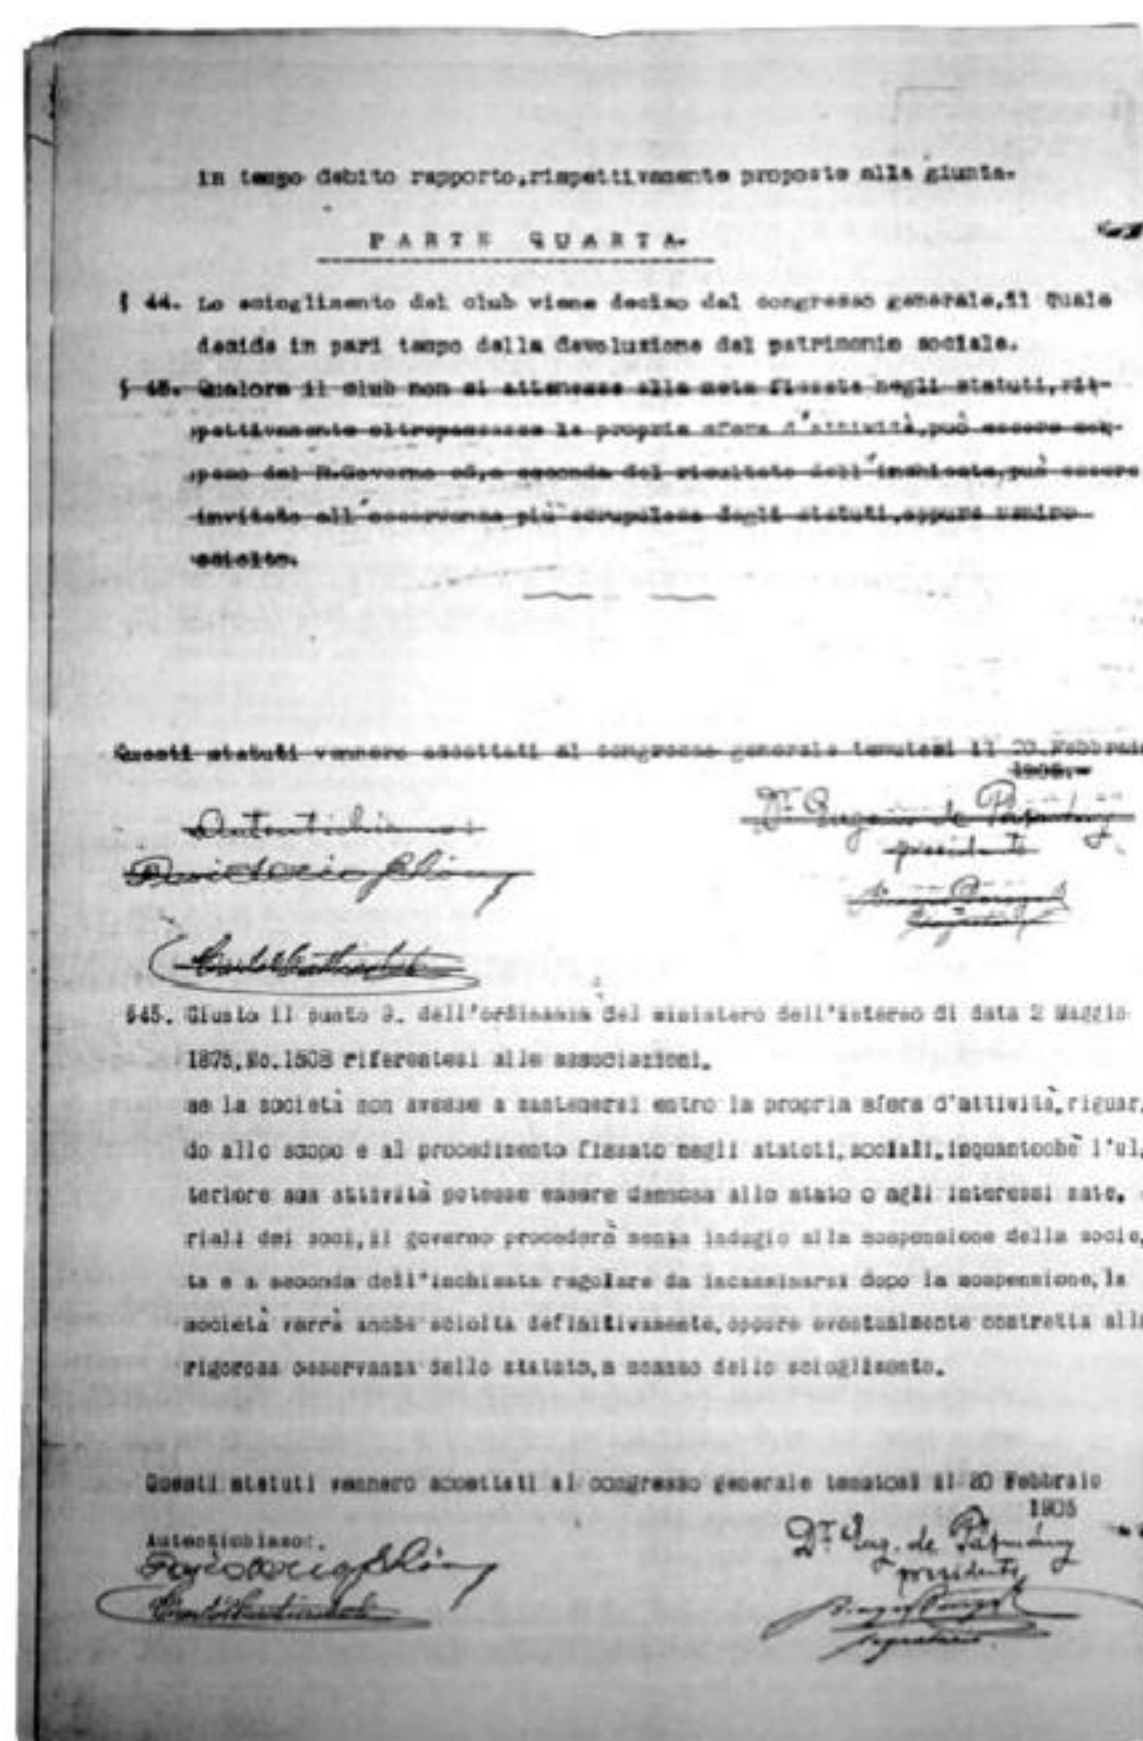 in tempo debito rapporto,rispettivamente proposte alla giunta.
PARTE QUARTA.
§ 44. Lo scioglimento del club viene deciso dal congresso generale,il quale
decide in pari tempo della devoluzione del patrimonio sociale.
§ 45. Qualora il club non si attenesse alla meta fissata negli statuti,ris-
pettivamente oltrepassasse la propria sfera d'attività,può essere sos-
peso dal R.Governo ed,a seconda del risultato dell'inchiesta,può essere
invitato all'osservanza più scrupolosa degli statuti,oppure venire
sciolto.
Questi statuti vennero accettati al congresso generale tenutosi il 20.Febbraio
1905.-
Autentichiamo:
Dr. Eugenio de
presidente
§45. Giusto il punto 9. dell'ordinanza del ministero dell'interno di data 2 Maggio
1875,No.1508 riferentesi alle associazioni.
se la società non avesse a mantenersi entro la propria sfera d'attività,riguar.
do allo scopo e al procedimento fissato negli statuti,sociali,inquantochè l'ul.
teriore sua attività potesse essere dannosa allo stato o agli interessi mate.
riali dei soci,il governo procederà senza indugio alla sospensione della socie.
ta e a seconda dell'inchiesta regolare da incamminarsi dopo la sospensione,la
società verrà anche sciolta definitivamente,oppure eventualmente costretta alla
rigorosa osservanza dello statuto,a scanso dello scioglimento.
Questi statuti vennero accettati al congresso generale tenutosi il 20 Febbraio
1905
Autentichiamo.
Dr. Eug. de
presidente
segretario